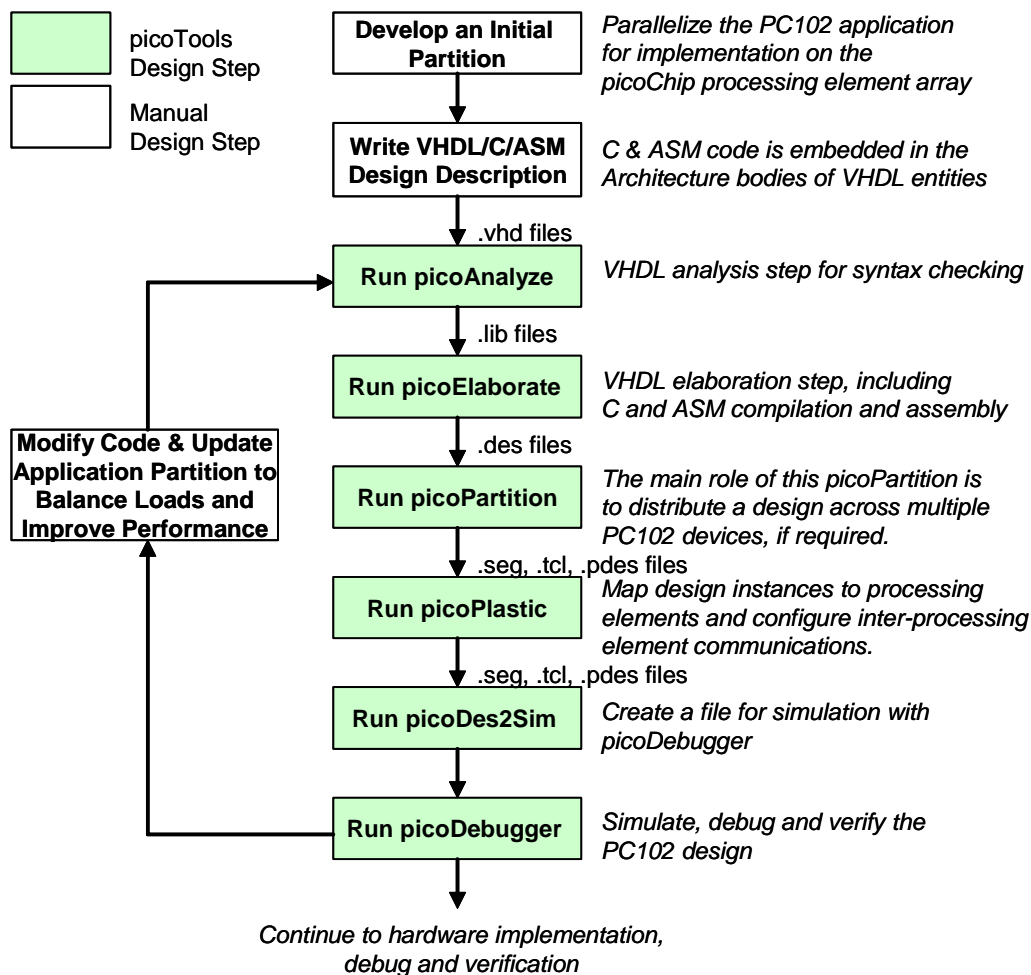 picoTools
Design Step
Manual
Design Step
Develop an Initial
Partition
Parallelize the PC102 application
for implementation on the
picoChip processing element array
Write VHDL/C/ASM
Design Description
C & ASM code is embedded in the
Architecture bodies of VHDL entities
.vhd files
Run picoAnalyze
VHDL analysis step for syntax checking
.lib files
Run picoElaborate
VHDL elaboration step, including
C and ASM compilation and assembly
.des files
Modify Code & Update
Application Partition to
Balance Loads and
Improve Performance
Run picoPartition
The main role of this picoPartition is
to distribute a design across multiple
PC102 devices, if required.
.seg, .tcl, .pdes files
Run picoPlastic
Map design instances to processing
elements and configure inter-processing
element communications.
.seg, .tcl, .pdes files
Run picoDes2Sim
Create a file for simulation with
picoDebugger
Run picoDebugger
Simulate, debug and verify the
PC102 design
Continue to hardware implementation,
debug and verification